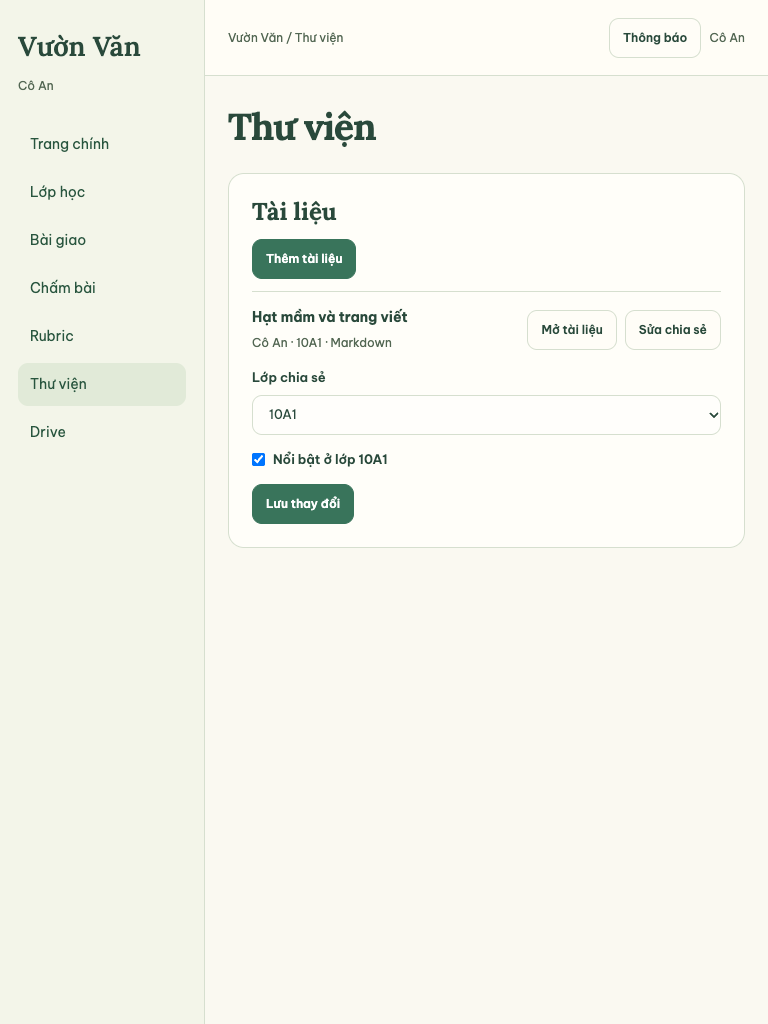 Vườn Văn
Cô An
Trang chính
Lớp học
Bài giao
Chấm bài
Rubric
Thư viện
Drive
Vườn Văn / Thư viện
Thông báo
Cô An
Thư viện
Tài liệu
Thêm tài liệu
Hạt mầm và trang viết
Cô An · 10A1 · Markdown
Mở tài liệu
Sửa chia sẻ
Lớp chia sẻ
10A1
Nổi bật ở lớp 10A1
Lưu thay đổi